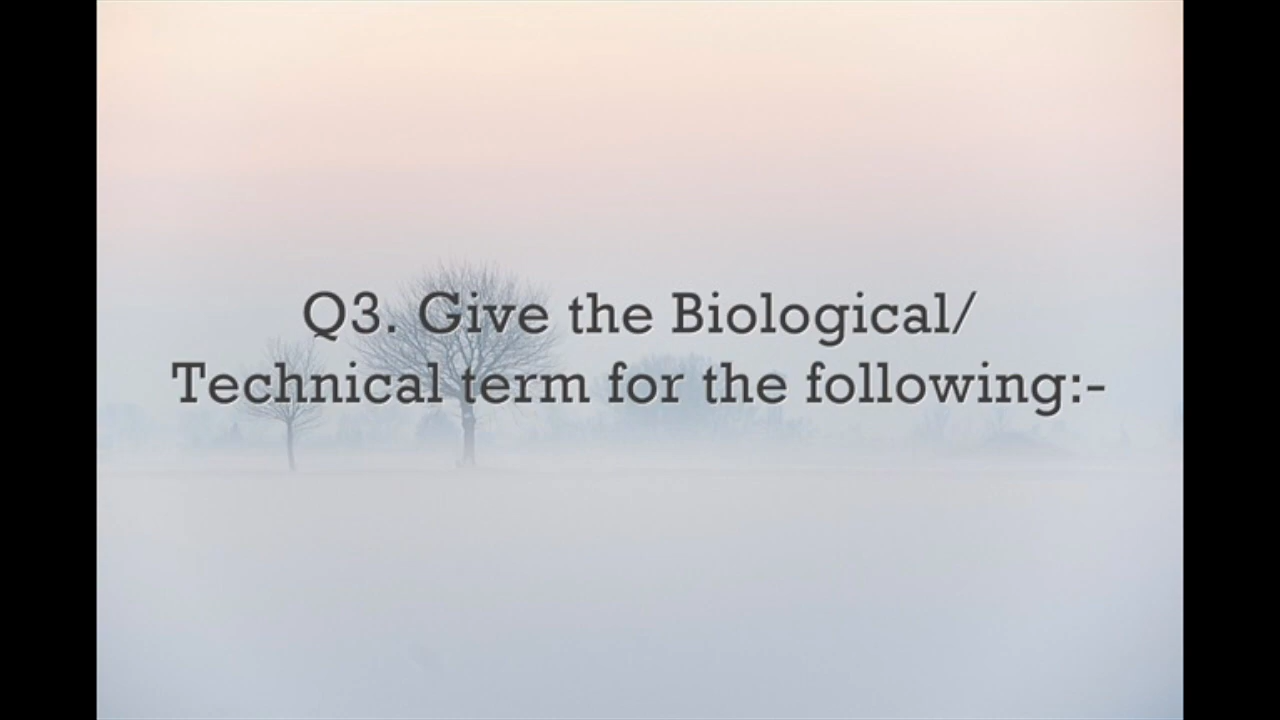 Q3. Give the Biological/
Technical term for the following:-